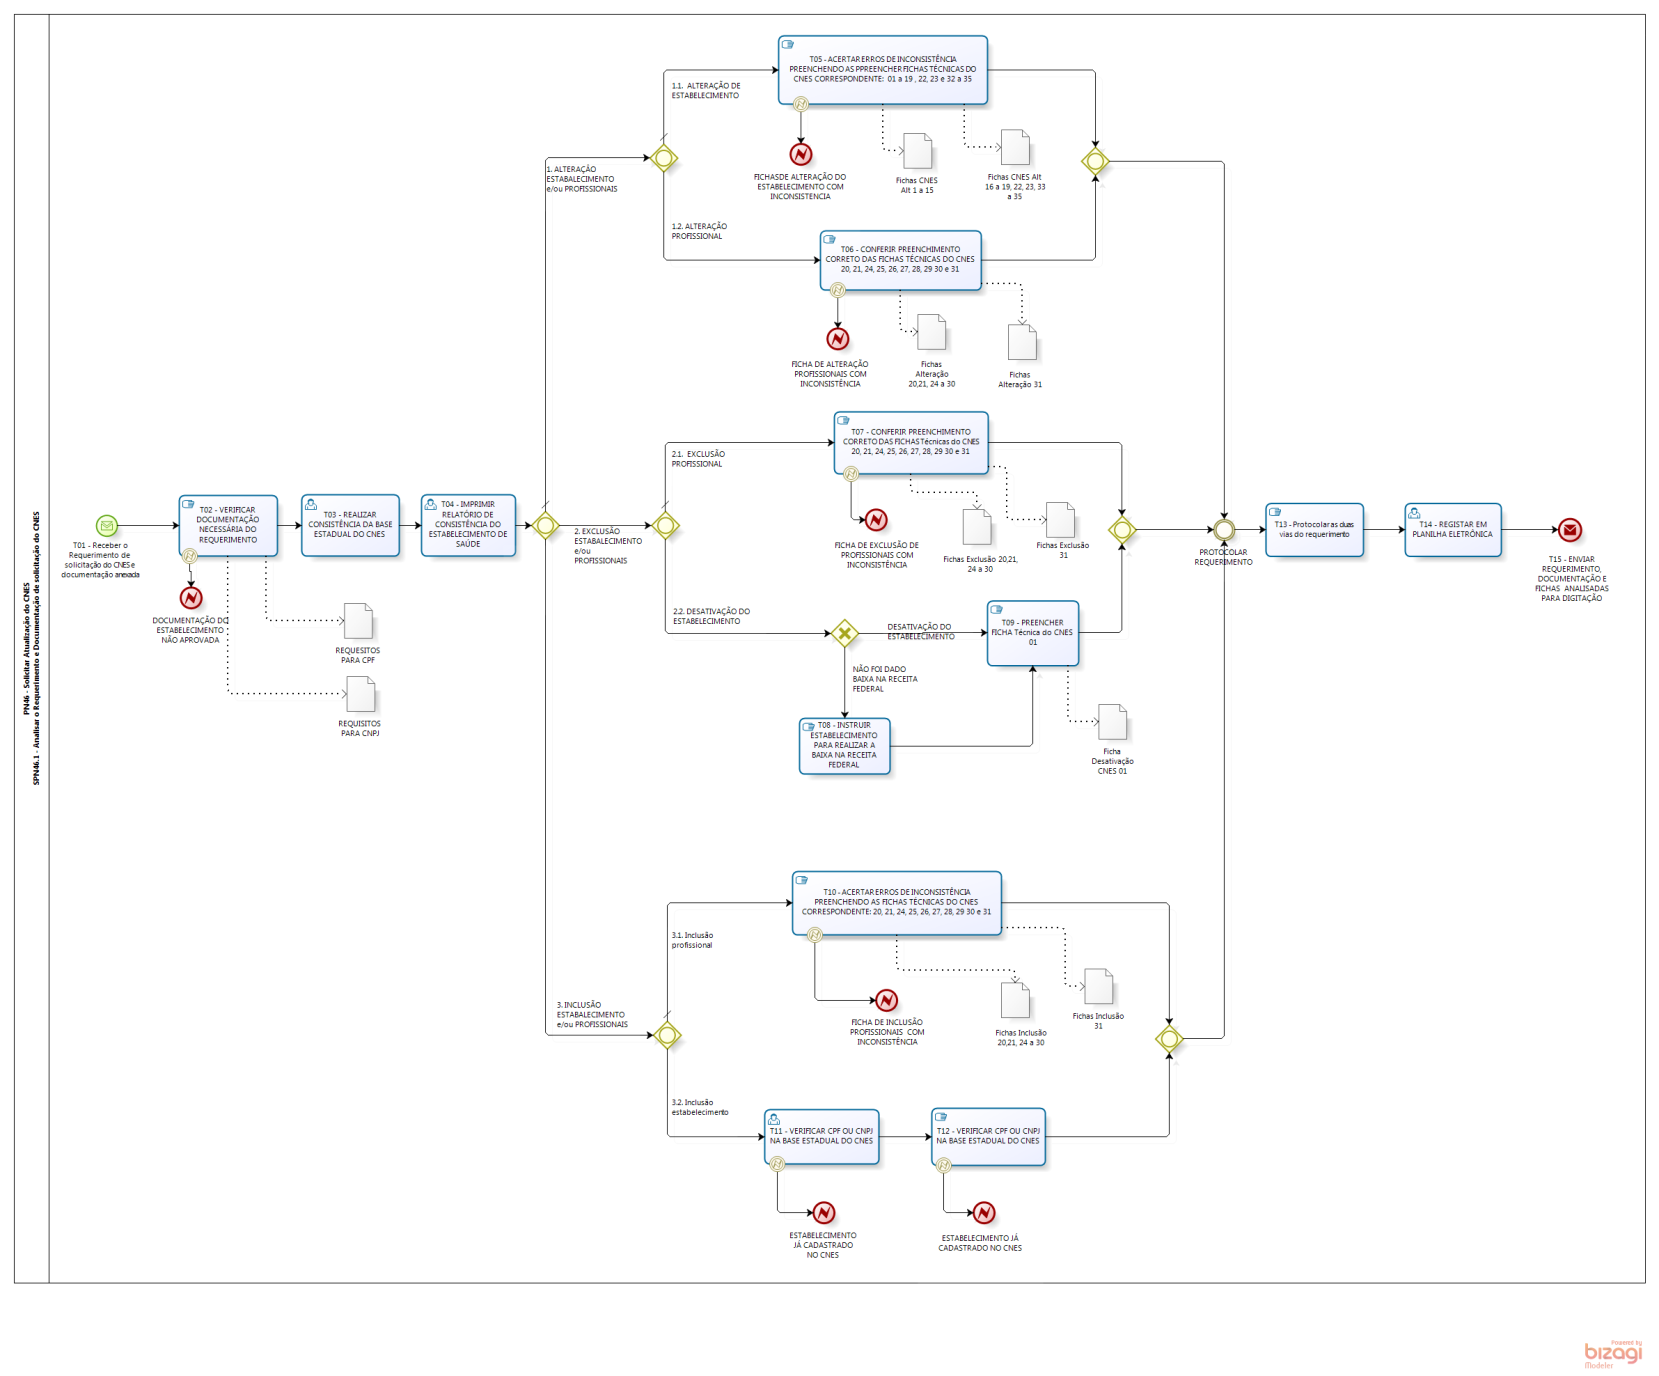 PN46 - Solicitar Atualização do CNES
SPN46.1 - Analisar o Requerimento e Documentação de solicitação do CNES
T01 - Receber o
Requerimento de
solicitação do CNES e
documentação anexada
T02 - VERIFICAR
DOCUMENTAÇÃO
NECESSÁRIA DO
REQUERIMENTO
DOCUMENTAÇÃO DO
ESTABELECIMENTO
NÃO APROVADA
REQUESITOS
PARA CPF
REQUISITOS
PARA CNPJ
T03 - REALIZAR
CONSISTÊNCIA DA BASE
ESTADUAL DO CNES
T04 - IMPRIMIR
RELATÓRIO DE
CONSISTÊNCIA DO
ESTABELECIMENTO DE
SAÚDE
1. ALTERAÇÃO
ESTABALECIMENTO
e/ou PROFISSIONAIS
1.1. ALTERAÇÃO DE
ESTABELECIMENTO
T05 - ACERTAR ERROS DE INCONSISTÊNCIA
PREENCHENDO AS PPREENCHER FICHAS TÉCNICAS DO
CNES CORRESPONDENTE: 01 a 19 , 22, 23 e 32 a 35
FICHASDE ALTERAÇÃO DO
ESTABELECIMENTO COM
INCONSISTENCIA
Fichas CNES
Alt 1 a 15
Fichas CNES Alt
16 a 19, 22, 23, 33
a 35
1.2. ALTERAÇÃO
PROFISSIONAL
T06 - CONFERIR PREENCHIMENTO
CORRETO DAS FICHAS TÉCNICAS DO CNES
20, 21, 24, 25, 26, 27, 28, 29 30 e 31
FICHA DE ALTERAÇÃO
PROFISSIONAIS COM
INCONSISTÊNCIA
Fichas
Alteração
20,21, 24 a 30
Fichas
Alteração 31
2. EXCLUSÃO
ESTABALECIMENTO
e/ou
PROFISSIONAIS
2.1. EXCLUSÃO
PROFISSIONAL
T07 - CONFERIR PREENCHIMENTO
CORRETO DAS FICHAS Técnicas do CNES
20, 21, 24, 25, 26, 27, 28, 29 30 e 31
FICHA DE EXCLUSÃO DE
PROFISSIONAIS COM
INCONSISTÊNCIA
Fichas Exclusão 20,21,
24 a 30
Fichas Exclusão
31
2.2. DESATIVAÇÃO DO
ESTABELECIMENTO
DESATIVAÇÃO DO
ESTABELECIMENTO
NÃO FOI DADO
BAIXA NA RECEITA
FEDERAL
T08 - INSTRUIR
ESTABELECIMENTO
PARA REALIZAR A
BAIXA NA RECEITA
FEDERAL
T09 - PREENCHER
FICHA Técnica do CNES
01
Ficha
Desativação
CNES 01
3. INCLUSÃO
ESTABALECIMENTO
e/ou PROFISSIONAIS
3.1. Inclusão
profissional
T10 - ACERTAR ERROS DE INCONSISTÊNCIA
PREENCHENDO AS FICHAS TÉCNICAS DO CNES
CORRESPONDENTE: 20, 21, 24, 25, 26, 27, 28, 29 30 e 31
FICHA DE INCLUSÃO
PROFISSIONAIS COM
INCONSISTÊNCIA
Fichas Inclusão
20,21, 24 a 30
Fichas Inclusão
31
3.2. Inclusão
estabelecimento
T11 - VERIFICAR CPF OU CNPJ
NA BASE ESTADUAL DO CNES
ESTABELECIMENTO
JÁ CADASTRADO
NO CNES
T12 - VERIFICAR CPF OU CNPJ
NA BASE ESTADUAL DO CNES
ESTABELECIMENTO JÁ
CADASTRADO NO CNES
PROTOCOLAR
REQUERIMENTO
T13 - Protocolar as duas
vias do requerimento
T14 - REGISTAR EM
PLANILHA ELETRÔNICA
T15 - ENVIAR
REQUERIMENTO,
DOCUMENTAÇÃO E
FICHAS ANALISADAS
PARA DIGITAÇÃO
Powered by
bizagi
Modeler